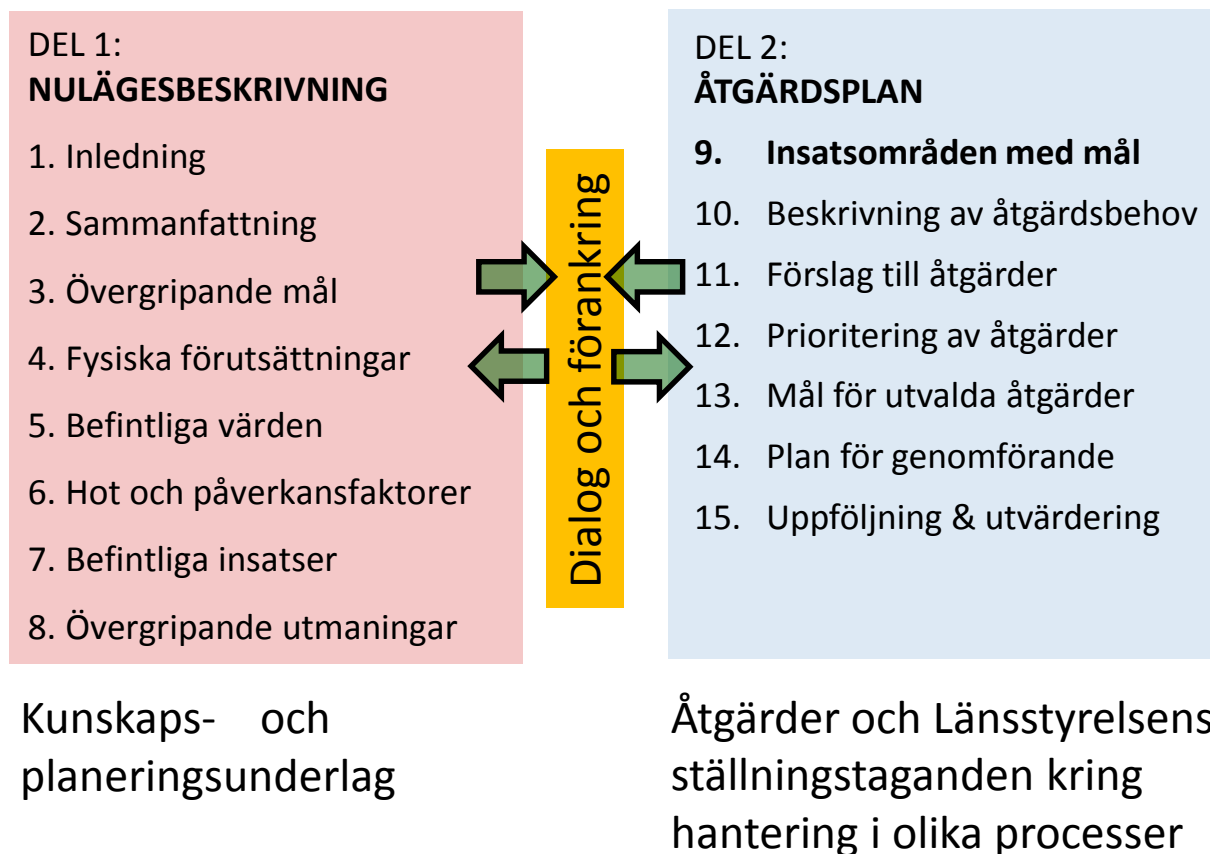 DEL 1:
NULÄGESBESKRIVNING
1. Inledning
2. Sammanfattning
3. Övergripande mål
4. Fysiska förutsättningar
5. Befintliga värden
6. Hot och påverkansfaktorer
7. Befintliga insatser
8. Övergripande utmaningar
Dialog och förankring
DEL 2:
ÅTGÄRDSPLAN
9. Insatsområden med mål
10. Beskrivning av åtgärdsbehov
11. Förslag till åtgärder
12. Prioritering av åtgärder
13. Mål för utvalda åtgärder
14. Plan för genomförande
15. Uppföljning & utvärdering
Kunskaps- och
planeringsunderlag
Åtgärder och Länsstyrelsens
ställningstaganden kring
hantering i olika processer